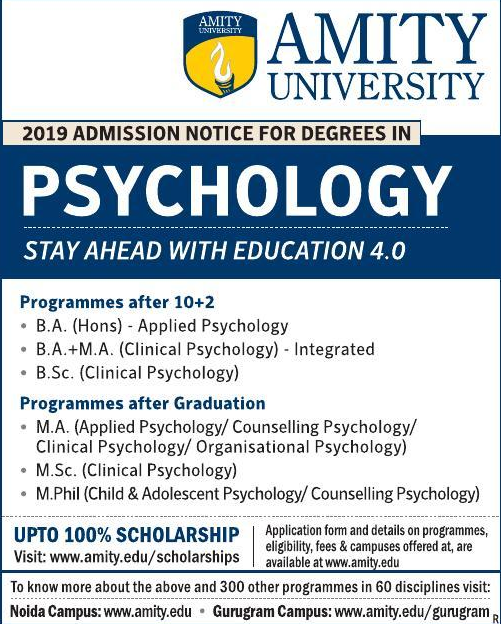 AMITY
UNIVERSITY
AMITY
UNIVERSITY
2019 ADMISSION NOTICE FOR DEGREES IN
PSYCHOLOGY
STAY AHEAD WITH EDUCATION 4.0
Programmes after 10+2
• B.A. (Hons) - Applied Psychology
• B.A.+M.A. (Clinical Psychology) - Integrated
• B.Sc. (Clinical Psychology)
Programmes after Graduation
• M.A. (Applied Psychology/ Counselling Psychology/
Clinical Psychology/ Organisational Psychology)
• M.Sc. (Clinical Psychology)
• M.Phil (Child & Adolescent Psychology/ Counselling Psychology)
UPTO 100% SCHOLARSHIP
Visit: www.amity.edu/scholarships
Application form and details on programmes,
eligibility, fees & campuses offered at, are
available at www.amity.edu
To know more about the above and 300 other programmes in 60 disciplines visit:
Noida Campus: www.amity.edu • Gurugram Campus: www.amity.edu/gurugram
R